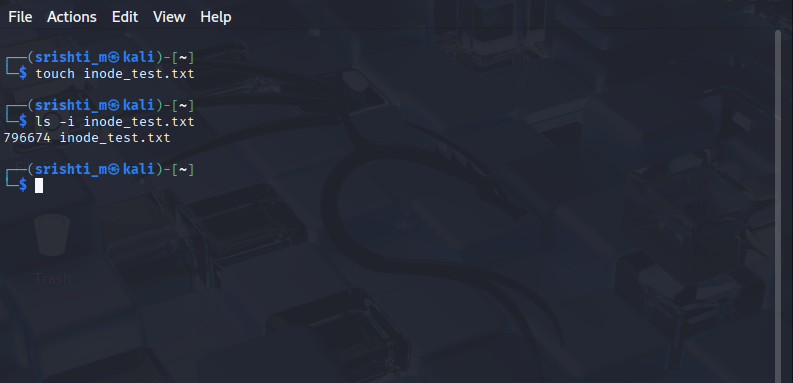 File Actions Edit View Help
┌──(srishti_m㉿kali)-[~]
└─$ touch inode_test.txt
┌──(srishti_m㉿kali)-[~]
└─$ ls -i inode_test.txt
796674 inode_test.txt
┌──(srishti_m㉿kali)-[~]
└─$
Trash